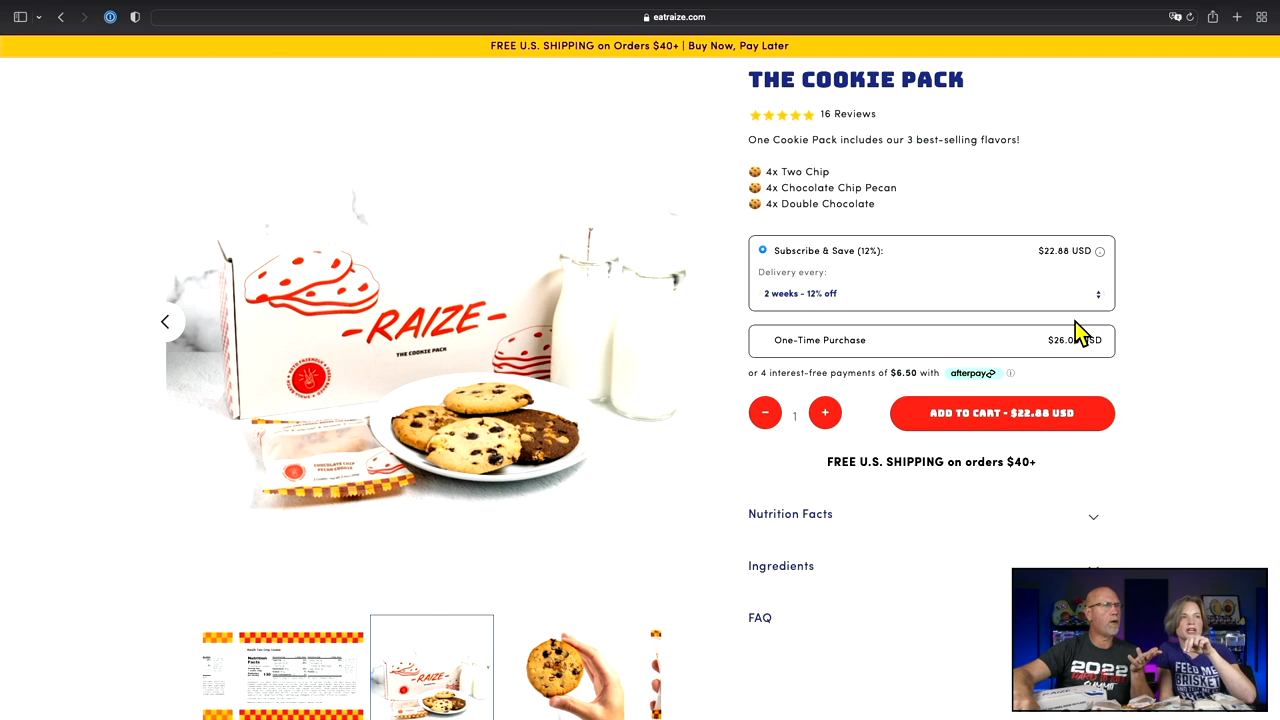 eatraize.com
FREE U.S. SHIPPING on Orders $40+ | Buy Now, Pay Later
THE COOKIE PACK
16 Reviews
One Cookie Pack includes our 3 best-selling flavors!
4x Two Chip
4x Chocolate Chip Pecan
4x Double Chocolate
Subscribe & Save (12%): $22.88 USD
Delivery every:
2 weeks - 12% off
One-Time Purchase $26.0 SD
or 4 interest-free payments of $6.50 with afterpay
- 1 + ADD TO CART - $22.88 USD
FREE U.S. SHIPPING on orders $40+
Nutrition Facts
Ingredients
FAQ
-RAIZE-
THE COOKIE PACK
CHOCOLATE CHIP
PECAN COOKIE
Nutrition
Facts
RAIZE
2022
FEED ME
BRISKET